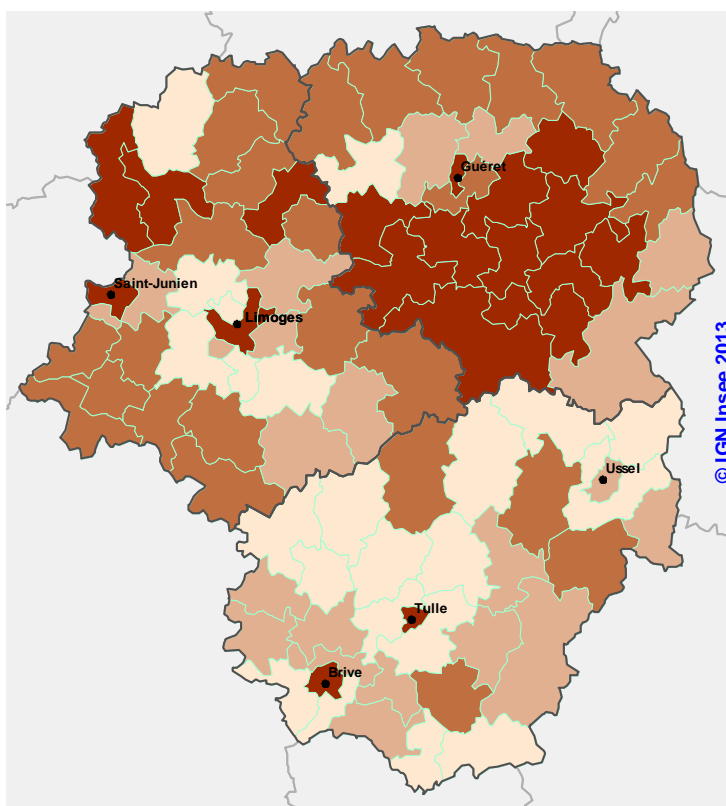 Guéret
Saint-Junien
Limoges
Ussel
Tulle
Brive
© IGN Insee 2013